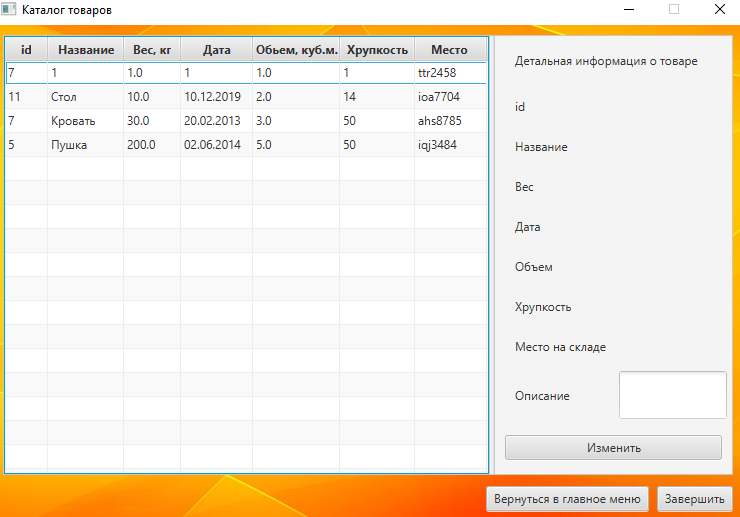 Каталог товаров
id Название Вес, кг Дата Обьем, куб.м. Хрупкость Место
7 1 1.0 1 1.0 1 ttr2458
11 Стол 10.0 10.12.2019 2.0 14 ioa7704
7 Кровать 30.0 20.02.2013 3.0 50 ahs8785
5 Пушка 200.0 02.06.2014 5.0 50 iqj3484
Детальная информация о товаре
id
Название
Вес
Дата
Объем
Хрупкость
Место на складе
Описание
Изменить
Вернуться в главное меню Завершить